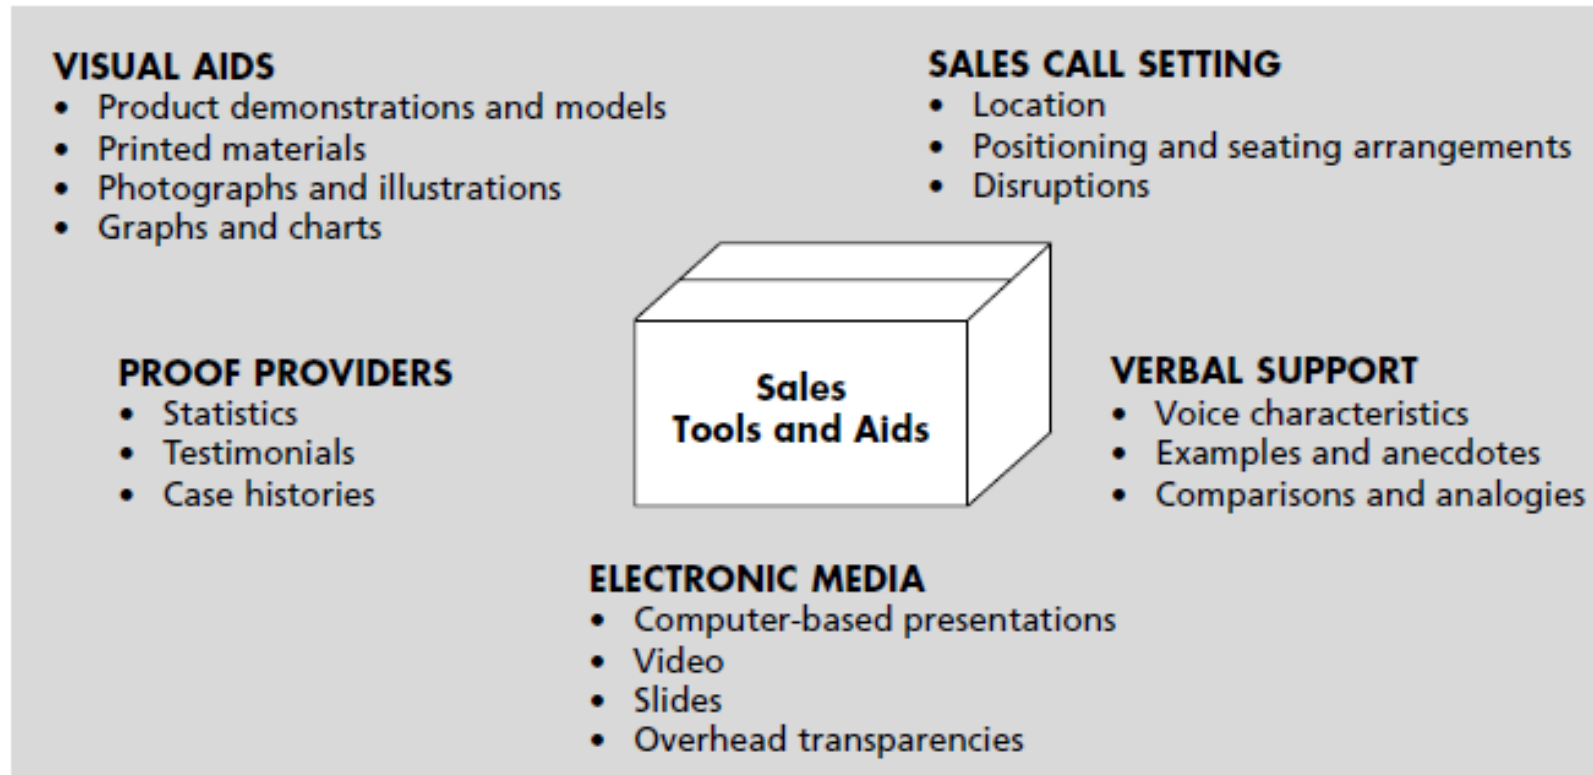 VISUAL AIDS
• Product demonstrations and models
• Printed materials
• Photographs and illustrations
• Graphs and charts
SALES CALL SETTING
• Location
• Positioning and seating arrangements
• Disruptions
PROOF PROVIDERS
• Statistics
• Testimonials
• Case histories
Sales
Tools and Aids
VERBAL SUPPORT
• Voice characteristics
• Examples and anecdotes
• Comparisons and analogies
ELECTRONIC MEDIA
• Computer-based presentations
• Video
• Slides
• Overhead transparencies